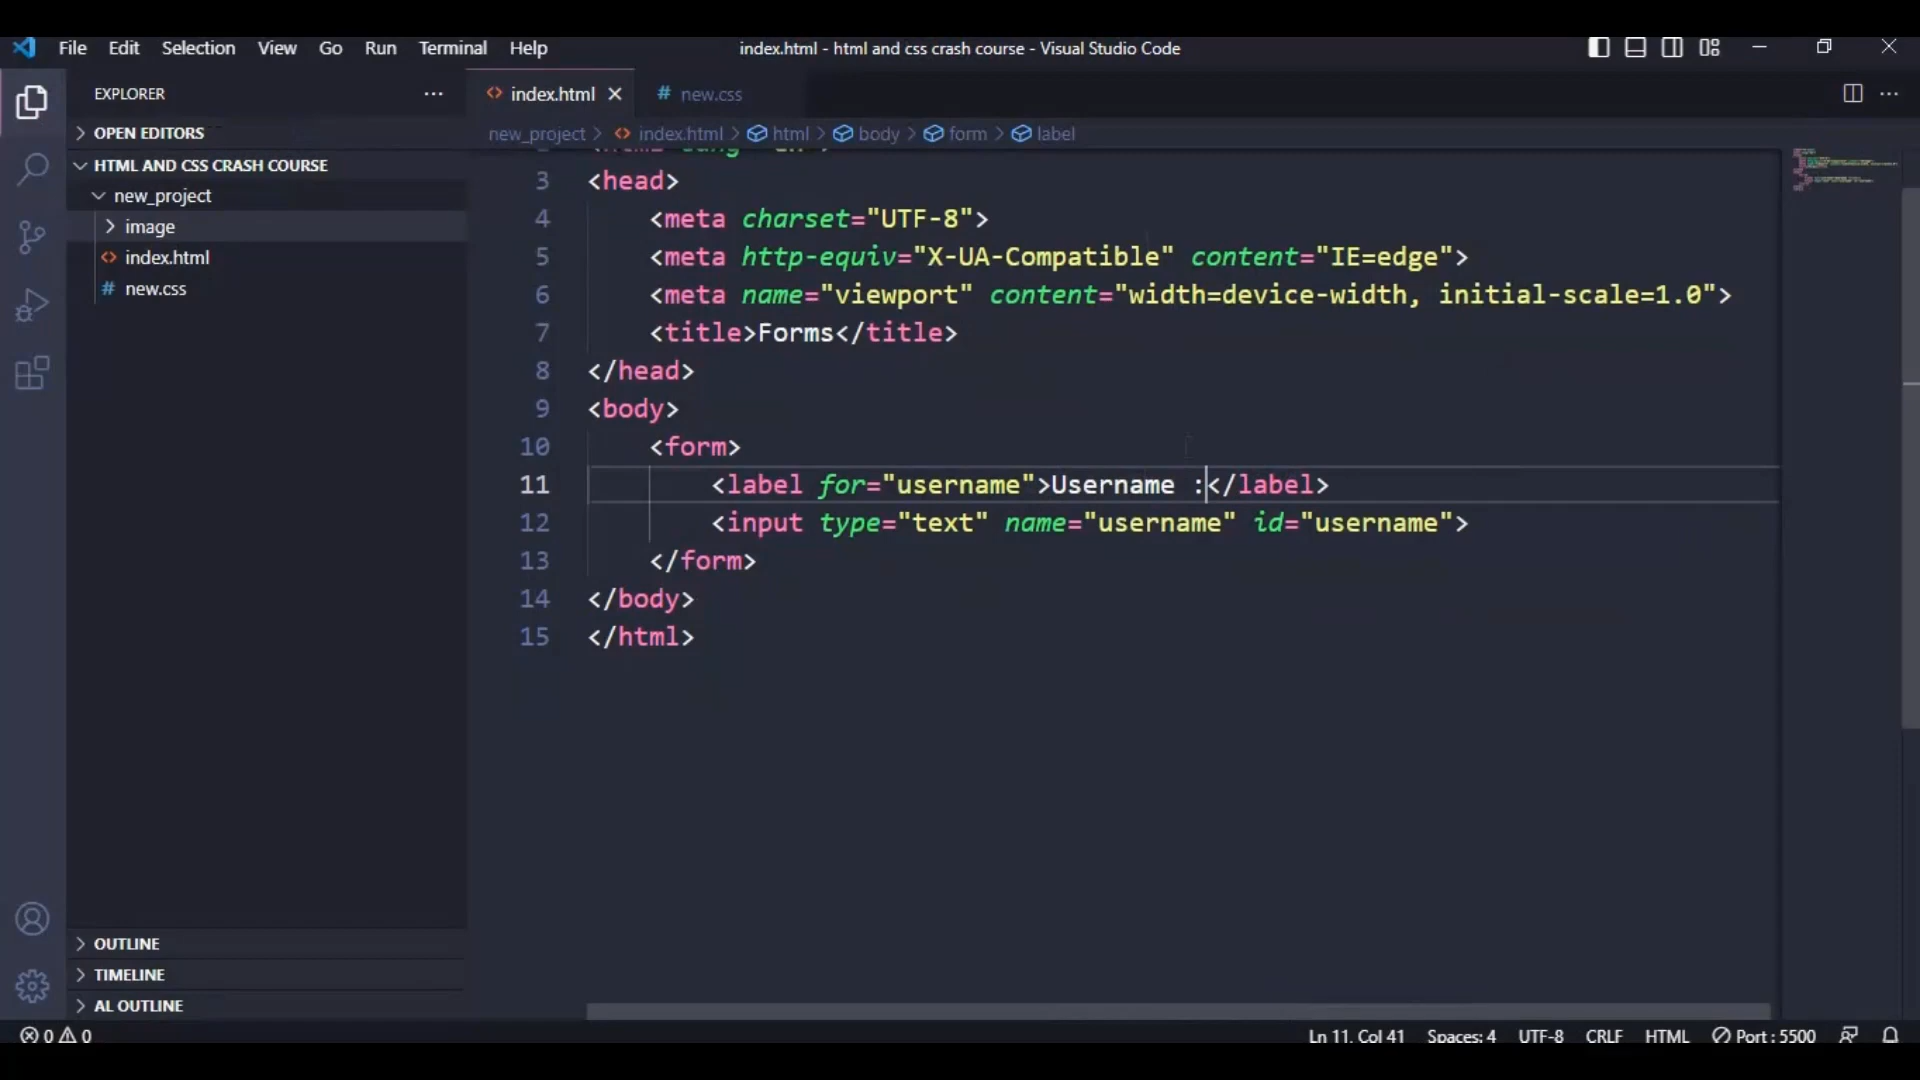 File Edit Selection View Go Run Terminal Help
index.html - html and css crash course - Visual Studio Code
EXPLORER
OPEN EDITORS
HTML AND CSS CRASH COURSE
new_project
image
index.html
# new.css
OUTLINE
TIMELINE
AL OUTLINE
index.html
# new.css
new_project > index.html > html > body > form > label
3 <head>
4 <meta charset="UTF-8">
5 <meta http-equiv="X-UA-Compatible" content="IE=edge">
6 <meta name="viewport" content="width=device-width, initial-scale=1.0">
7 <title>Forms</title>
8 </head>
9 <body>
10 <form>
11 <label for="username">Username :</label>
12 <input type="text" name="username" id="username">
13 </form>
14 </body>
15 </html>
0 0
Ln 11, Col 41 Spaces: 4 UTF-8 CRLF HTML Port : 5500